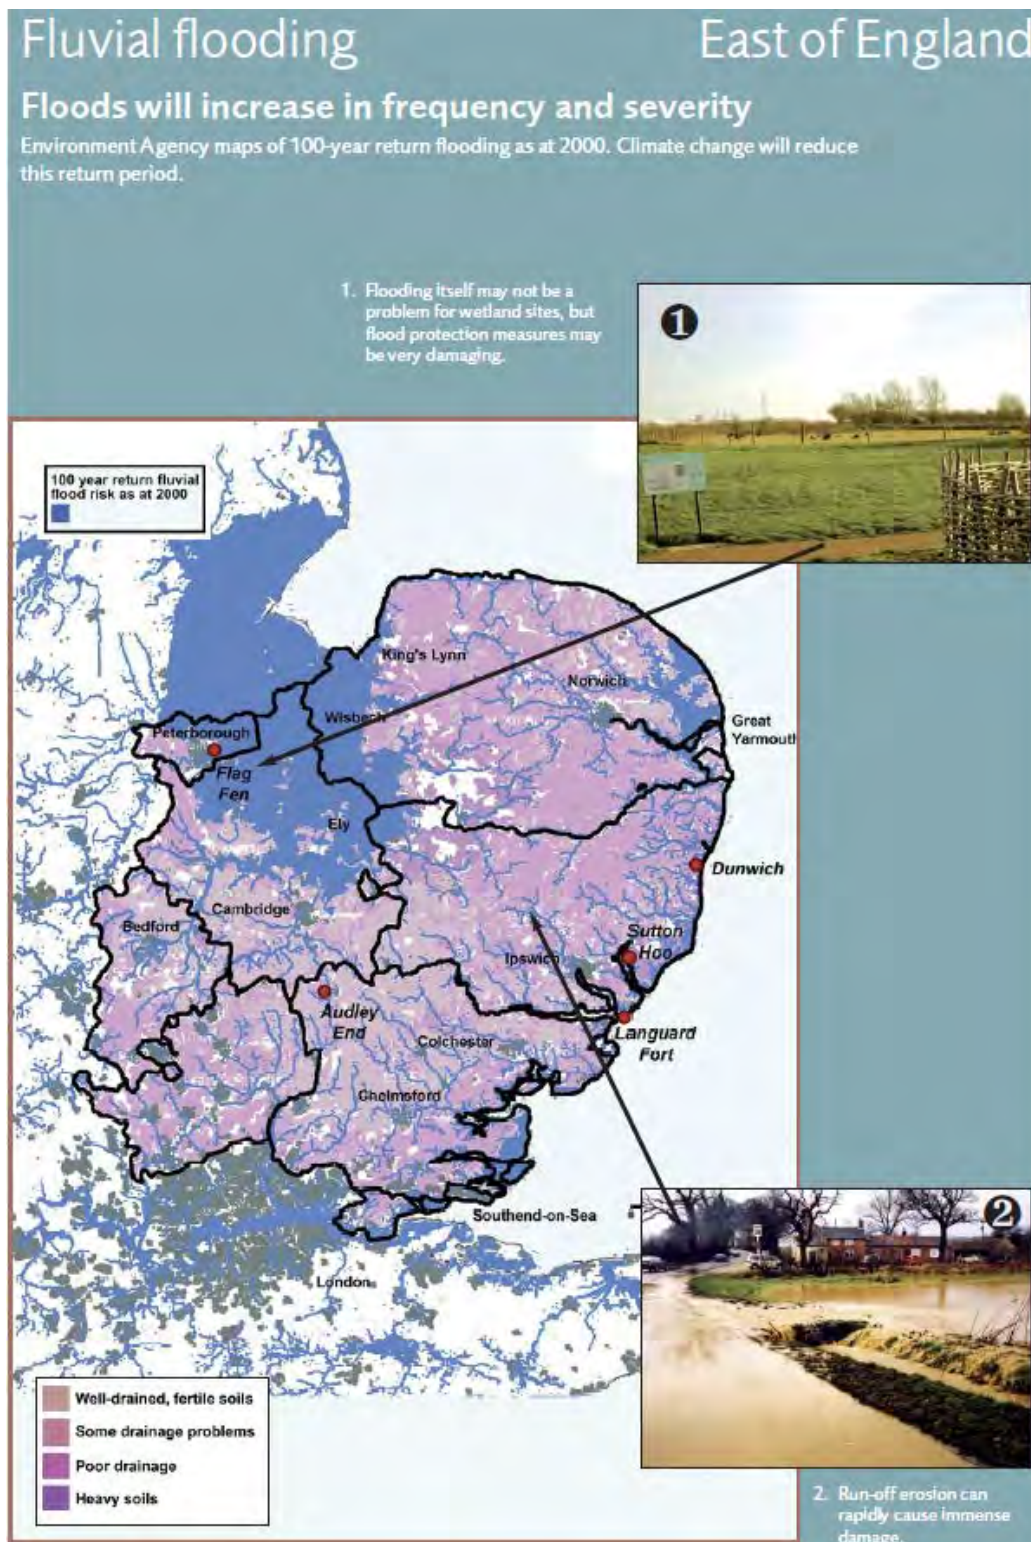 Fluvial flooding
East of England
Floods will increase in frequency and severity
Environment Agency maps of 100-year return flooding as at 2000. Climate change will reduce
this return period.
1. Flooding itself may not be a
problem for wetland sites, but
flood protection measures may
be very damaging.
1
100 year return fluvial
flood risk as at 2000
King's Lynn
Norwich
Wisbech
Great
Yarmouth
Peterborough
Flag
Fen
Ely
Dunwich
Cambridge
Bedford
Sutton
Hoo
Ipswich
Audley
End
Languard
Fort
Colchester
Chelmsford
Southend-on-Sea
London
2
Well-drained, fertile soils
Some drainage problems
Poor drainage
Heavy soils
2. Run-off erosion can
rapidly cause immense
damage.